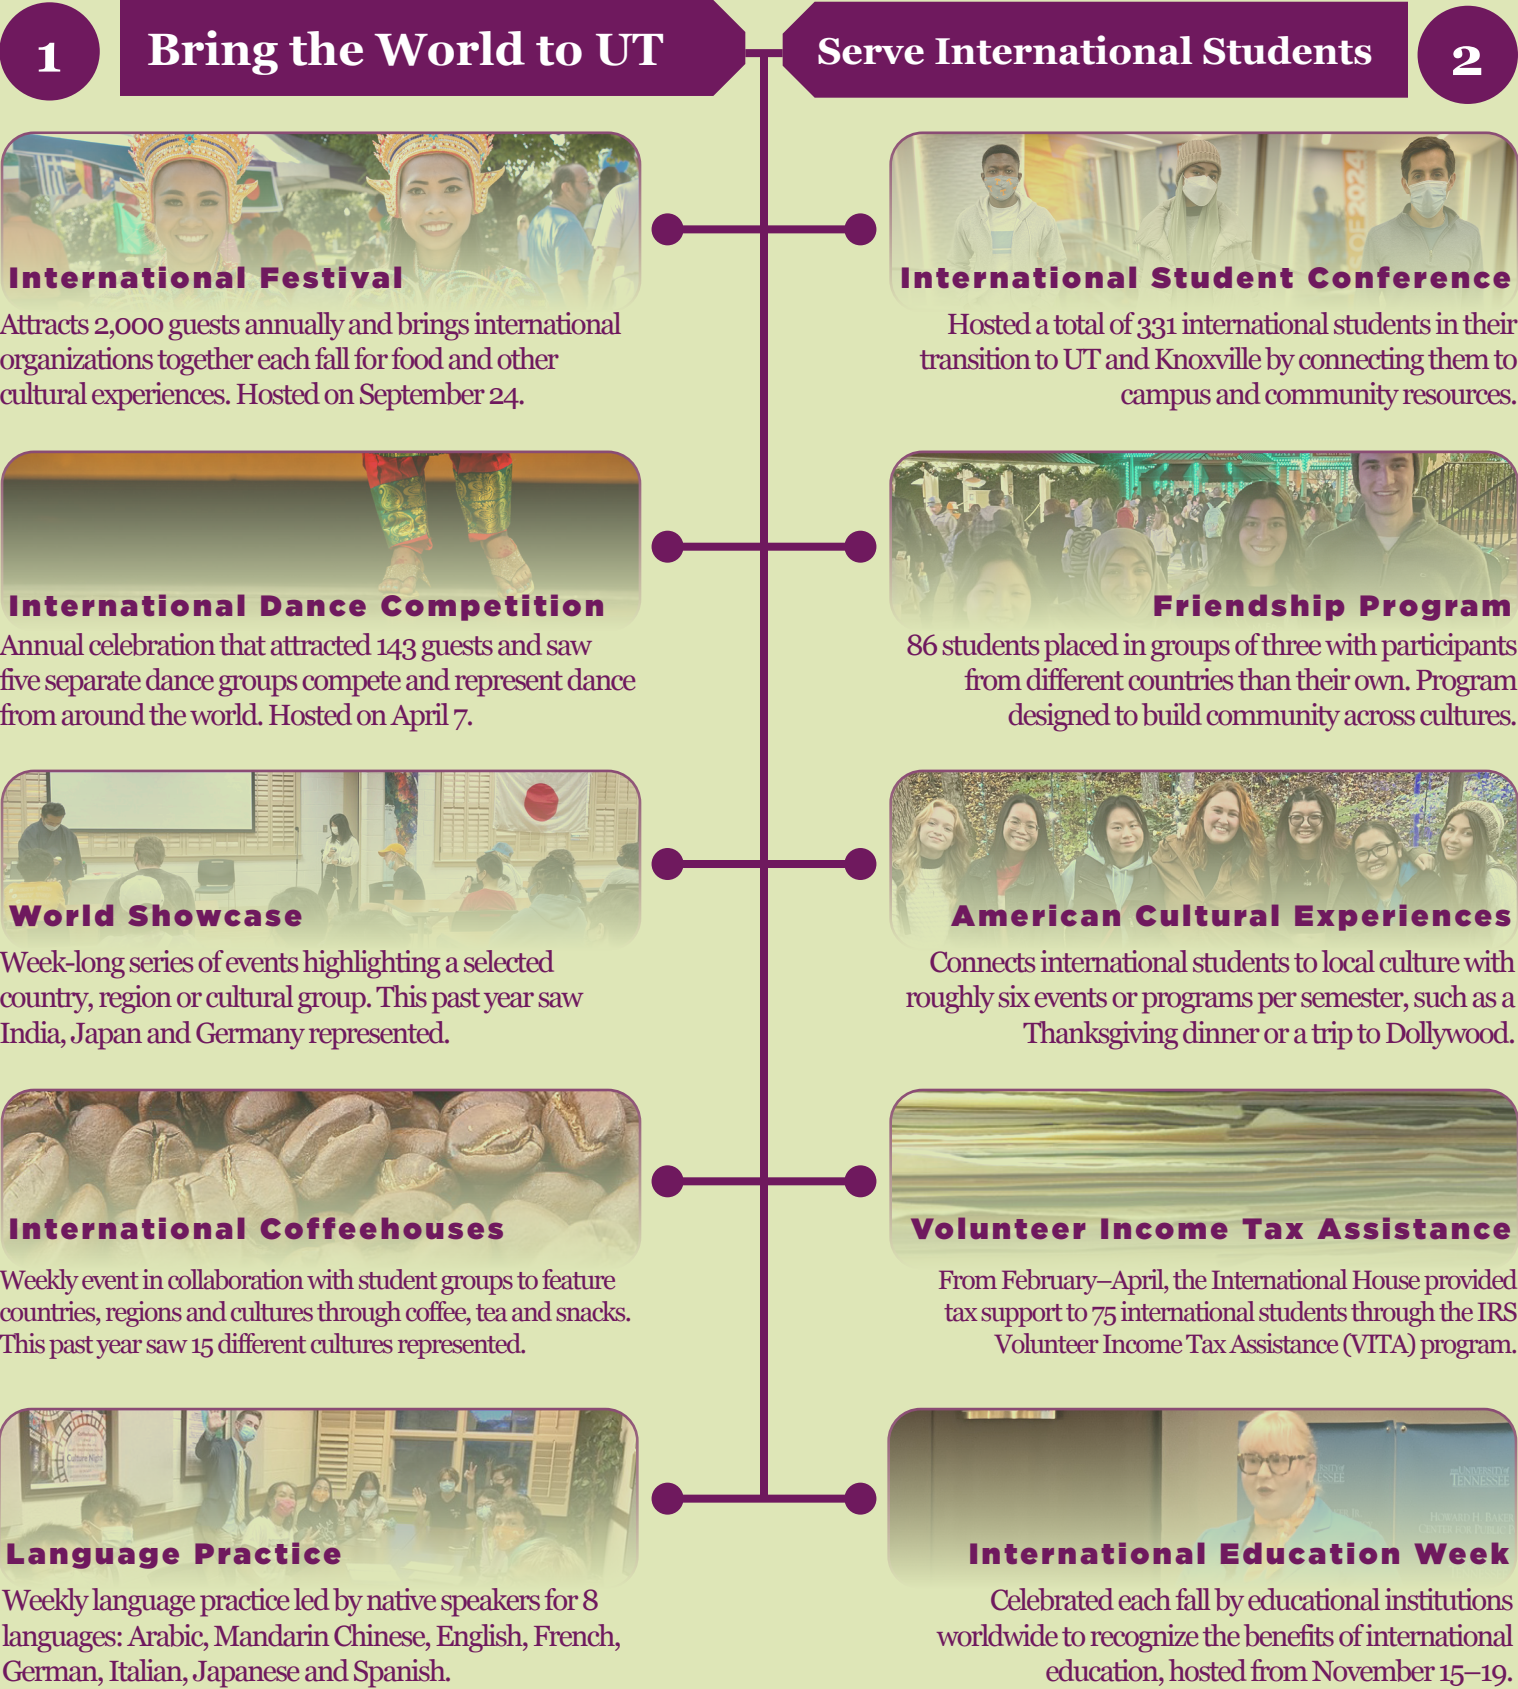 1
Bring the World to UT
International Festival
Attracts 2,000 guests annually and brings international
organizations together each fall for food and other
cultural experiences. Hosted on September 24.
International Dance Competition
Annual celebration that attracted 143 guests and saw
five separate dance groups compete and represent dance
from around the world. Hosted on April 7.
World Showcase
Week-long series of events highlighting a selected
country, region or cultural group. This past year saw
India, Japan and Germany represented.
International Coffeehouses
Weekly event in collaboration with student groups to feature
countries, regions and cultures through coffee, tea and snacks.
This past year saw 15 different cultures represented.
Culture Night
Language Practice
Weekly language practice led by native speakers for 8
languages: Arabic, Mandarin Chinese, English, French,
German, Italian, Japanese and Spanish.
Serve International Students
2
OF 2024
International Student Conference
Hosted a total of 331 international students in their
transition to UT and Knoxville by connecting them to
campus and community resources.
Friendship Program
86 students placed in groups of three with participants
from different countries than their own. Program
designed to build community across cultures.
American Cultural Experiences
Connects international students to local culture with
roughly six events or programs per semester, such as a
Thanksgiving dinner or a trip to Dollywood.
Volunteer Income Tax Assistance
From February–April, the International House provided
tax support to 75 international students through the IRS
Volunteer Income Tax Assistance (VITA) program.
UNIVERSITY of
TENNESSEE
HOWARD H. BAKER
CENTER FOR PUBLIC
International Education Week
Celebrated each fall by educational institutions
worldwide to recognize the benefits of international
education, hosted from November 15–19.